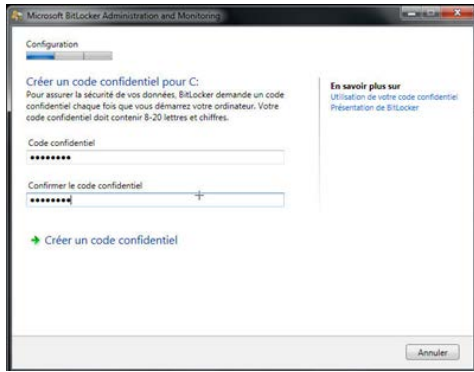 Microsoft BitLocker Administration and Monitoring
Configuration
Créer un code confidentiel pour C:
Pour assurer la sécurité de vos données, BitLocker demande un code
confidentiel chaque fois que vous démarrez votre ordinateur. Votre
code confidentiel doit contenir 8-20 lettres et chiffres.
Code confidentiel
••••••••
Confirmer le code confidentiel
••••••••
Créer un code confidentiel
En savoir plus sur
Utilisation de votre code confidentiel
Présentation de BitLocker
Annuler